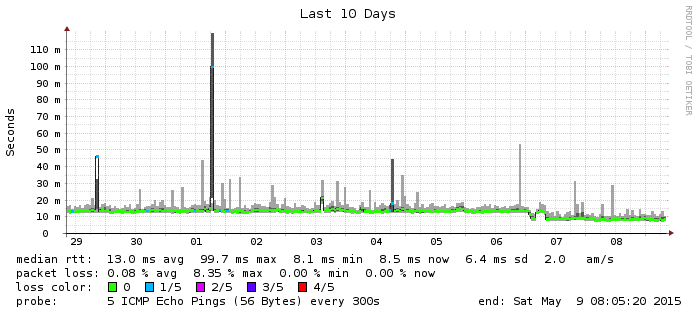 Last 10 Days
RRDTOOL / TOBI OETIKER
Seconds
110 m
100 m
90 m
80 m
70 m
60 m
50 m
40 m
30 m
20 m
10 m
0
29 30 01 02 03 04 05 06 07 08
median rtt: 13.0 ms avg 99.7 ms max 8.1 ms min 8.5 ms now 6.4 ms sd 2.0 am/s
packet loss: 0.08 % avg 8.35 % max 0.00 % min 0.00 % now
loss color: 0 1/5 2/5 3/5 4/5
probe: 5 ICMP Echo Pings (56 Bytes) every 300s end: Sat May 9 08:05:20 2015